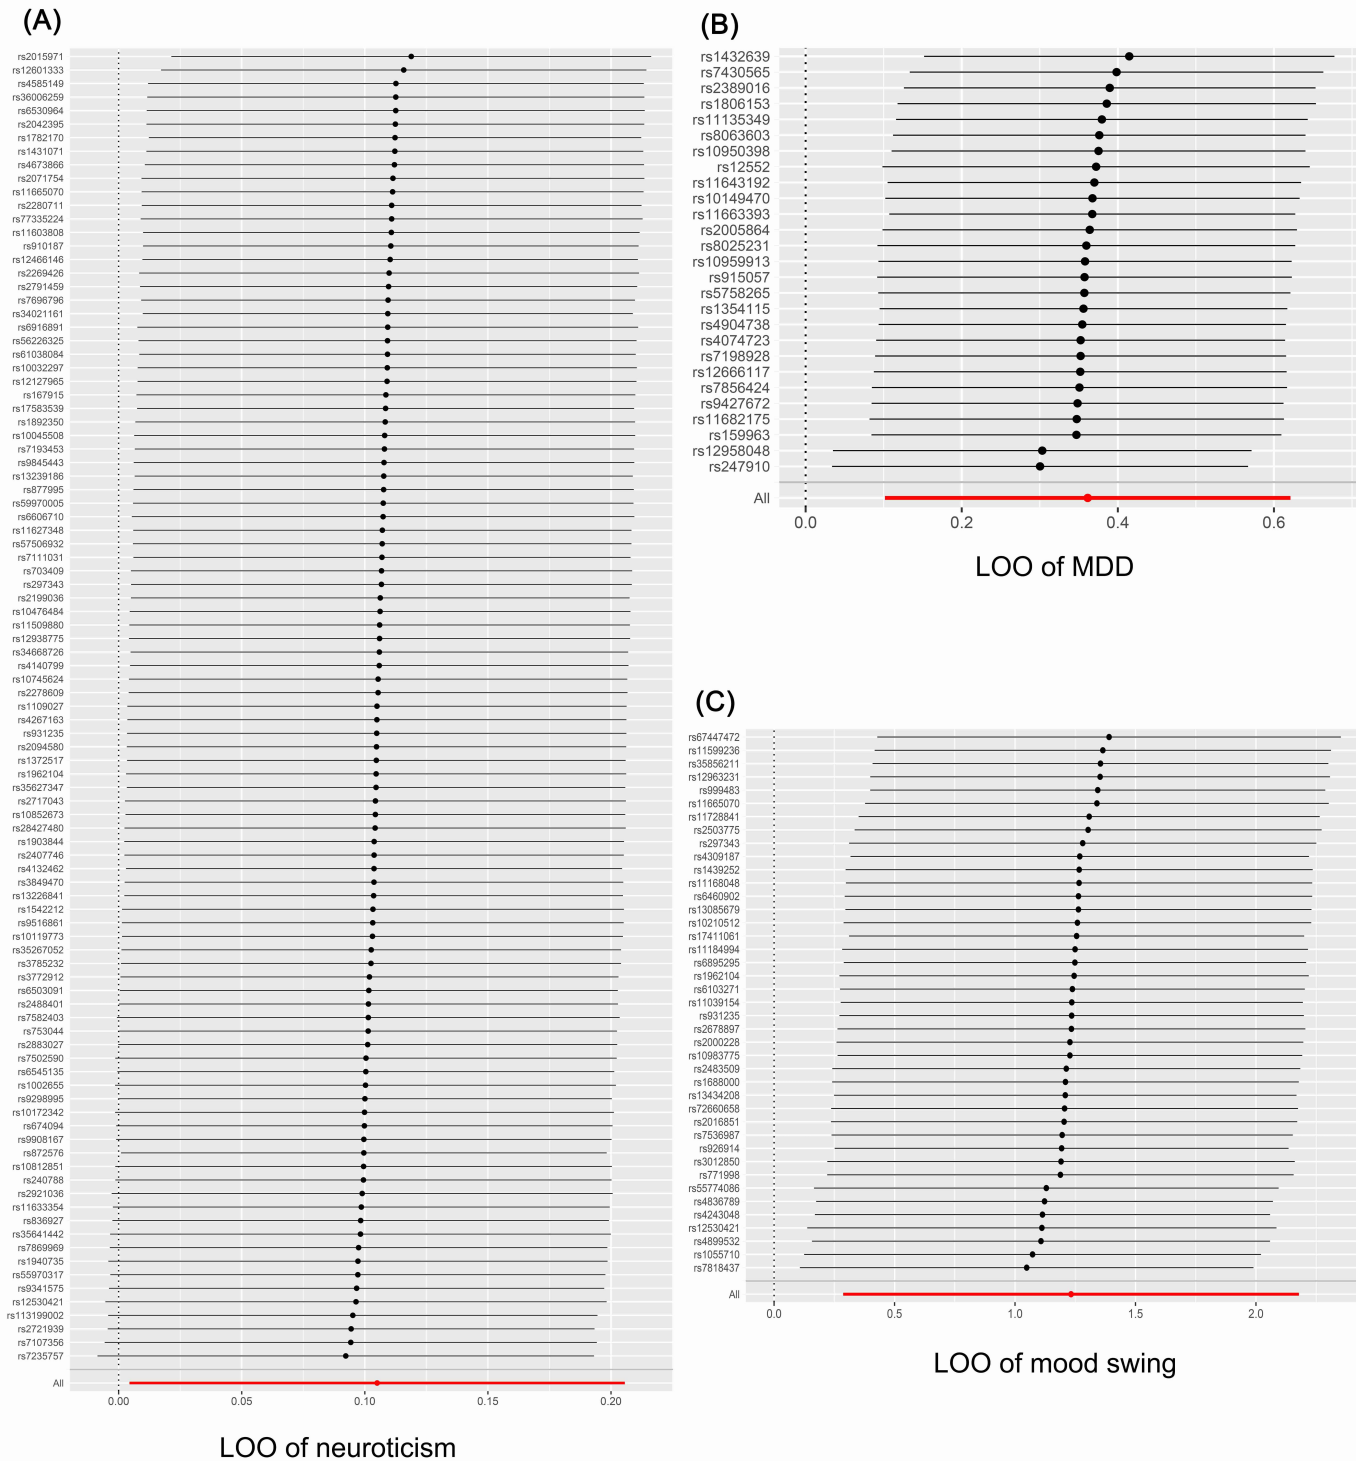 (A)
rs2015971
rs12601333
rs4585149
rs36006259
rs6530964
rs2042395
rs1782170
rs1431071
rs4673866
rs2071754
rs11665070
rs2280711
rs77335224
rs11603808
rs910187
rs12466146
rs2269426
rs2791459
rs7696796
rs34021161
rs6916891
rs56226325
rs61038084
rs10032297
rs12127965
rs167915
rs17583539
rs1892350
rs10045508
rs7193453
rs9845443
rs13239186
rs877995
rs59970005
rs6606710
rs11627348
rs57506932
rs7111031
rs703409
rs297343
rs2199036
rs10476484
rs11509880
rs12938775
rs34668726
rs4140799
rs10745624
rs2278609
rs1109027
rs4267163
rs931235
rs2094580
rs1372517
rs1962104
rs35627347
rs2717043
rs10852673
rs28427480
rs1903844
rs2407746
rs4132462
rs3849470
rs13226841
rs1542212
rs9516861
rs10119773
rs35267052
rs3785232
rs3772912
rs6503091
rs2488401
rs7582403
rs753044
rs2883027
rs7502590
rs6545135
rs1002655
rs9298995
rs10172342
rs674094
rs9908167
rs872576
rs10812851
rs240788
rs2921036
rs11633354
rs836927
rs35641442
rs7869969
rs1940735
rs55970317
rs9341575
rs12530421
rs113199002
rs2721939
rs7107356
rs7235757
All
0.00 0.05 0.10 0.15 0.20
LOO of neuroticism
(B)
rs1432639
rs7430565
rs2389016
rs1806153
rs11135349
rs8063603
rs10950398
rs12552
rs11643192
rs10149470
rs11663393
rs2005864
rs8025231
rs10959913
rs915057
rs5758265
rs1354115
rs4904738
rs4074723
rs7198928
rs12666117
rs7856424
rs9427672
rs11682175
rs159963
rs12958048
rs247910
All
0.0 0.2 0.4 0.6
LOO of MDD
(C)
rs67447472
rs11599236
rs35856211
rs12963231
rs999483
rs11665070
rs11728841
rs2503775
rs297343
rs4309187
rs1439252
rs11168048
rs6460902
rs13085679
rs10210512
rs17411061
rs11184994
rs6895295
rs1962104
rs6103271
rs11039154
rs931235
rs2678897
rs2000228
rs10983775
rs2483509
rs1688000
rs13434208
rs72660658
rs2016851
rs7536987
rs926914
rs3012850
rs771998
rs55774086
rs4836789
rs4243048
rs12530421
rs4899532
rs1055710
rs7818437
All
0.0 0.5 1.0 1.5 2.0
LOO of mood swing